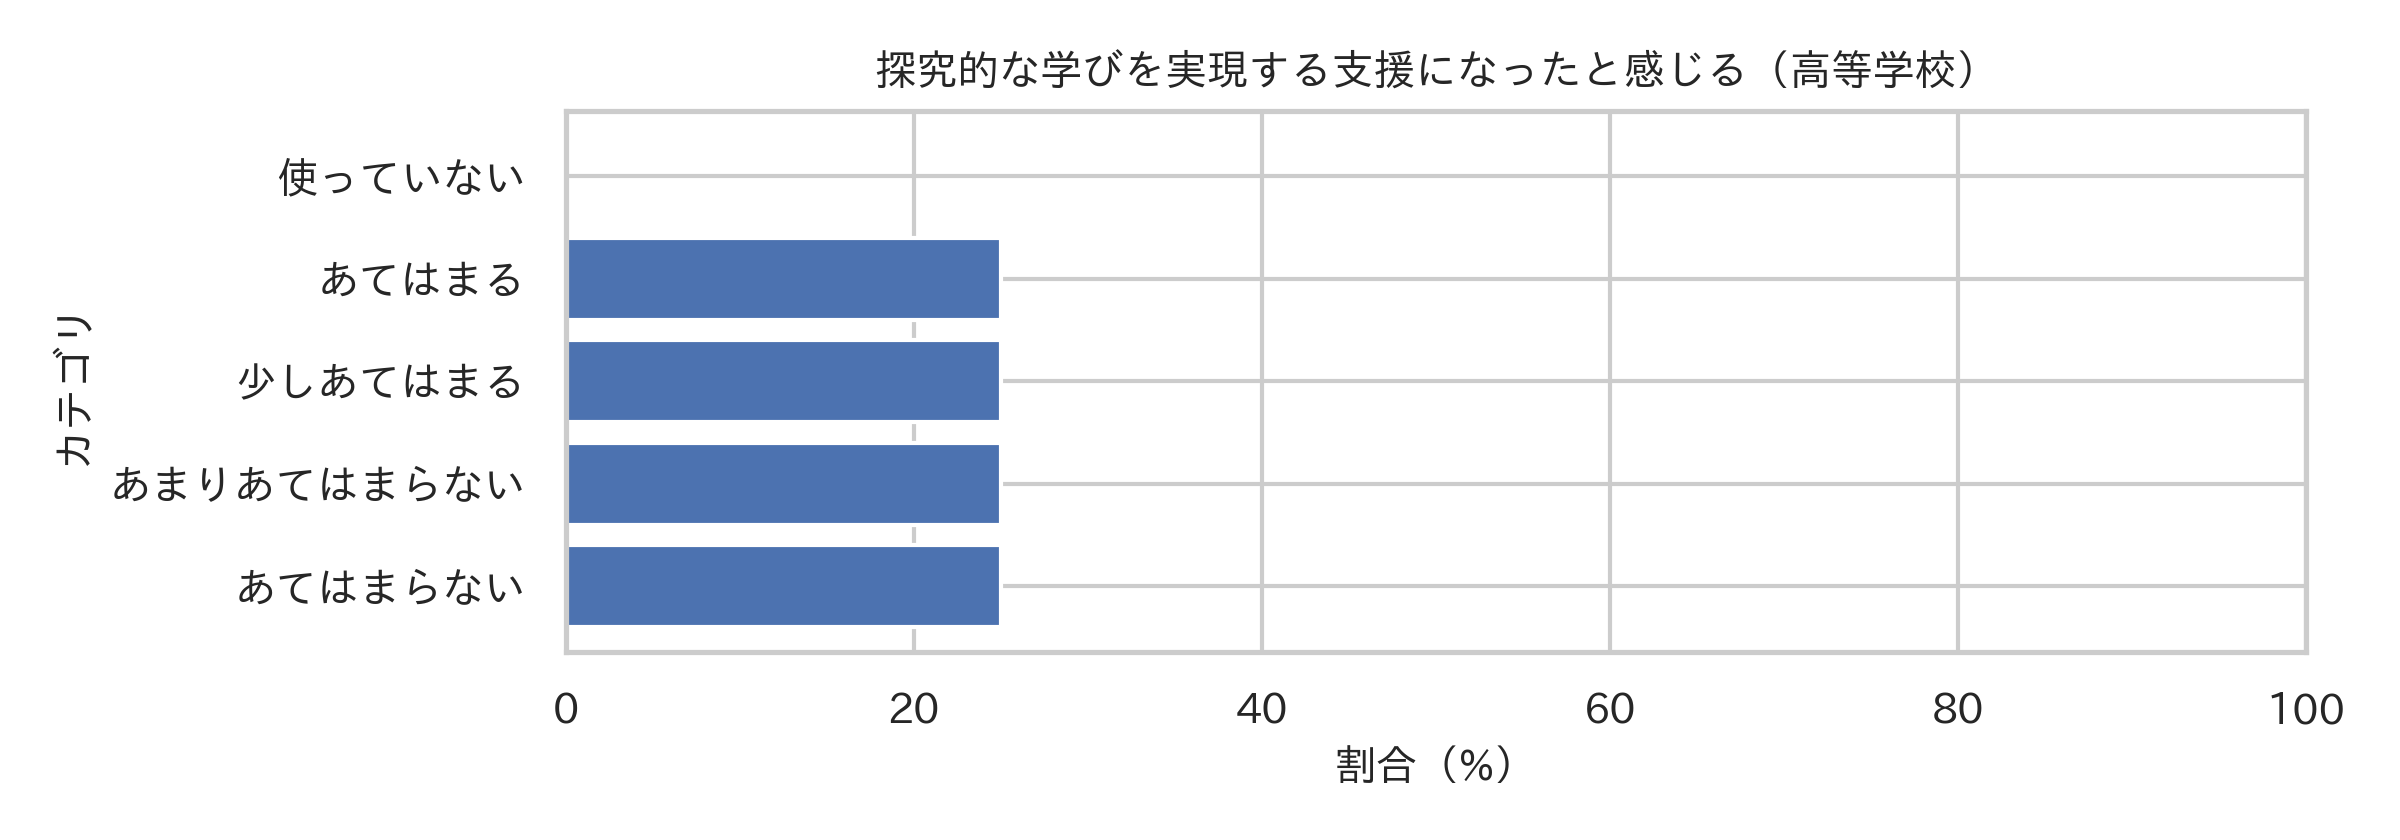 探究的な学びを実現する支援になったと感じる（高等学校）
使っていない
あてはまる
少しあてはまる
あまりあてはまらない
あてはまらない
カテゴリ
0 20 40 60 80 100
割合（%）